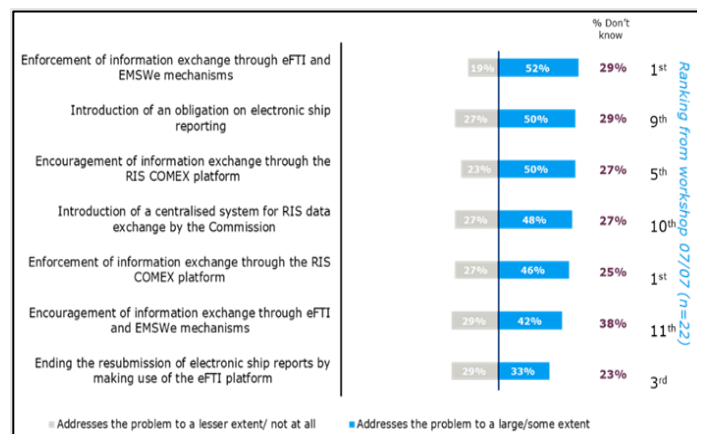 % Don't
know
Enforcement of information exchange through eFTI and
EMSWe mechanisms
19% 52% 29% 1st
Introduction of an obligation on electronic ship
reporting
27% 50% 29% 9th
Encouragement of information exchange through the
RIS COMEX platform
23% 50% 27% 5th
Introduction of a centralised system for RIS data
exchange by the Commission
27% 48% 27% 10th
Enforcement of information exchange through the RIS
COMEX platform
27% 46% 25% 1st
Encouragement of information exchange through eFTI
and EMSWe mechanisms
29% 42% 38% 11th
Ending the resubmission of electronic ship reports by
making use of the eFTI platform
29% 33% 23% 3rd
Ranking from workshop 07/07 (n=22)
Addresses the problem to a lesser extent/ not at all
Addresses the problem to a large/some extent